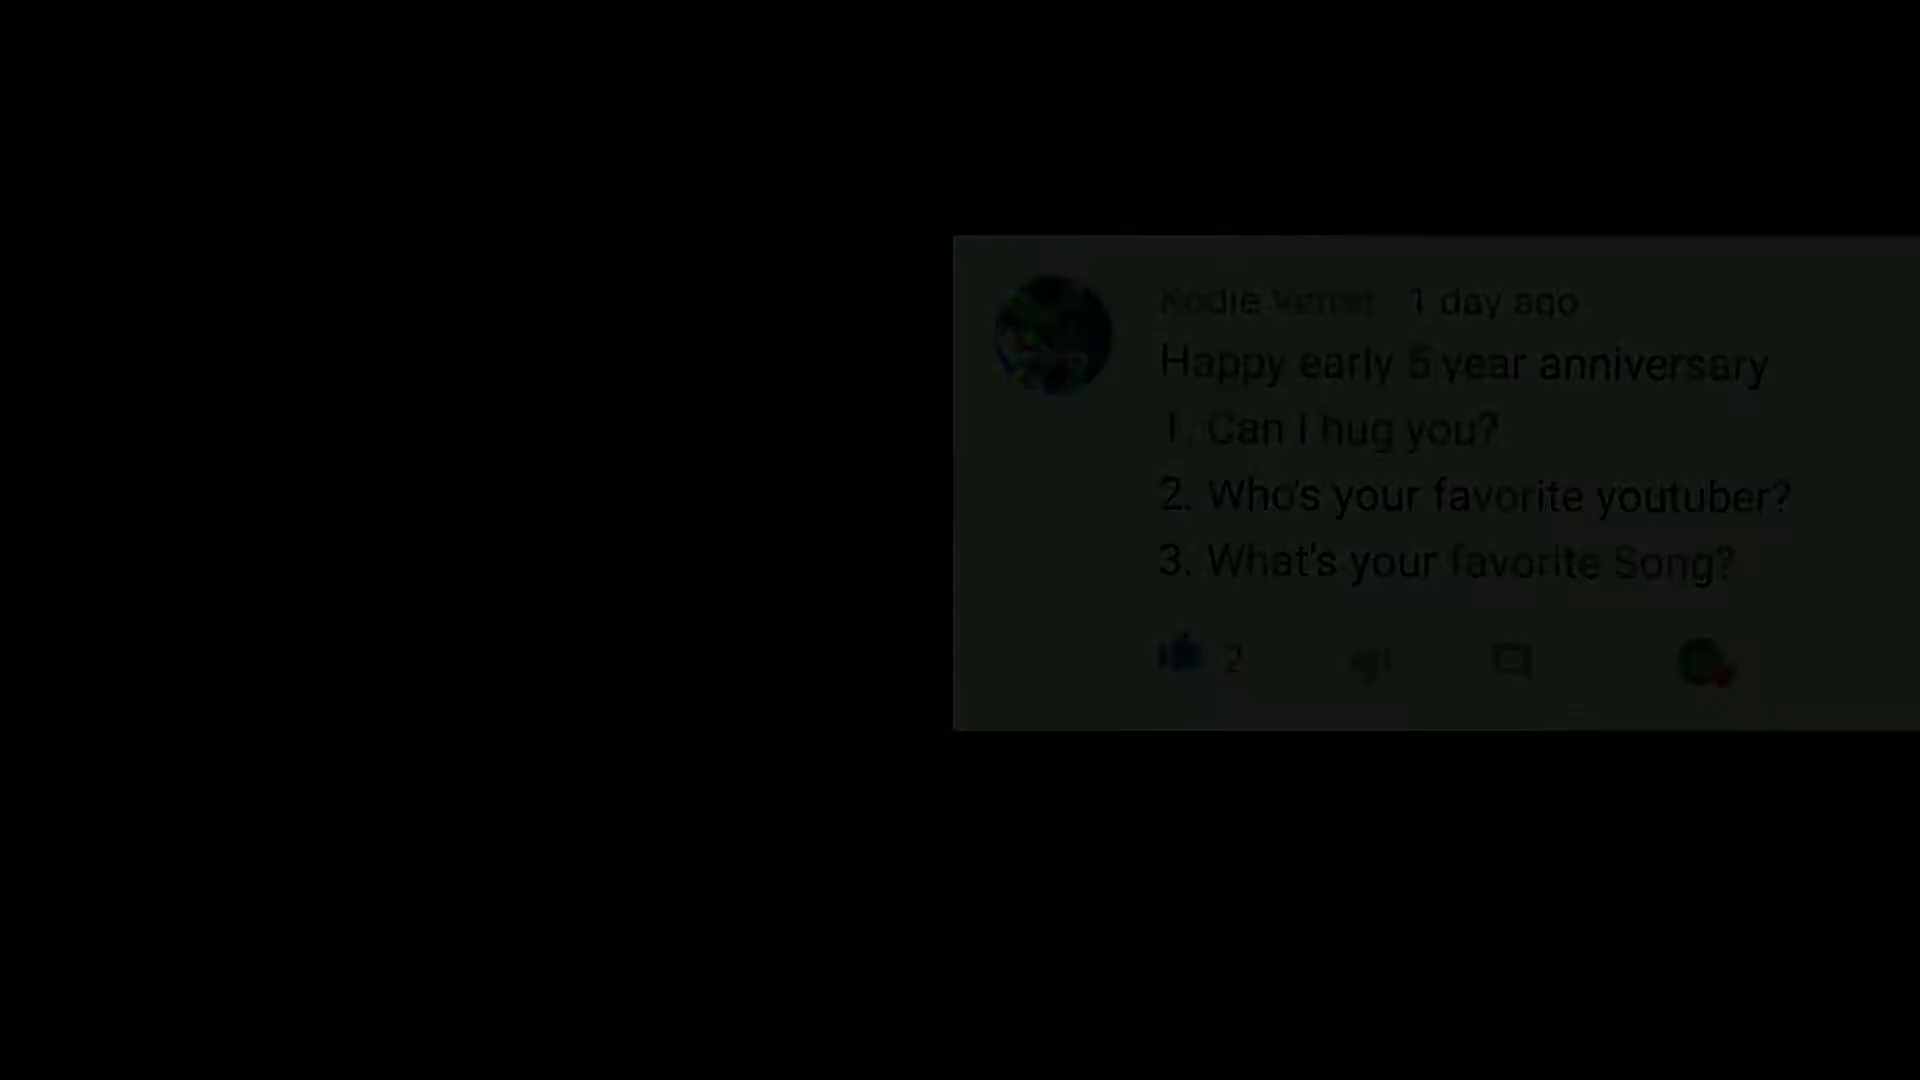 Kodie 1 day ago
Happy early 5 year anniversary
1. Can I hug you?
2. Who's your favorite youtuber?
3. What's your favorite Song?
2